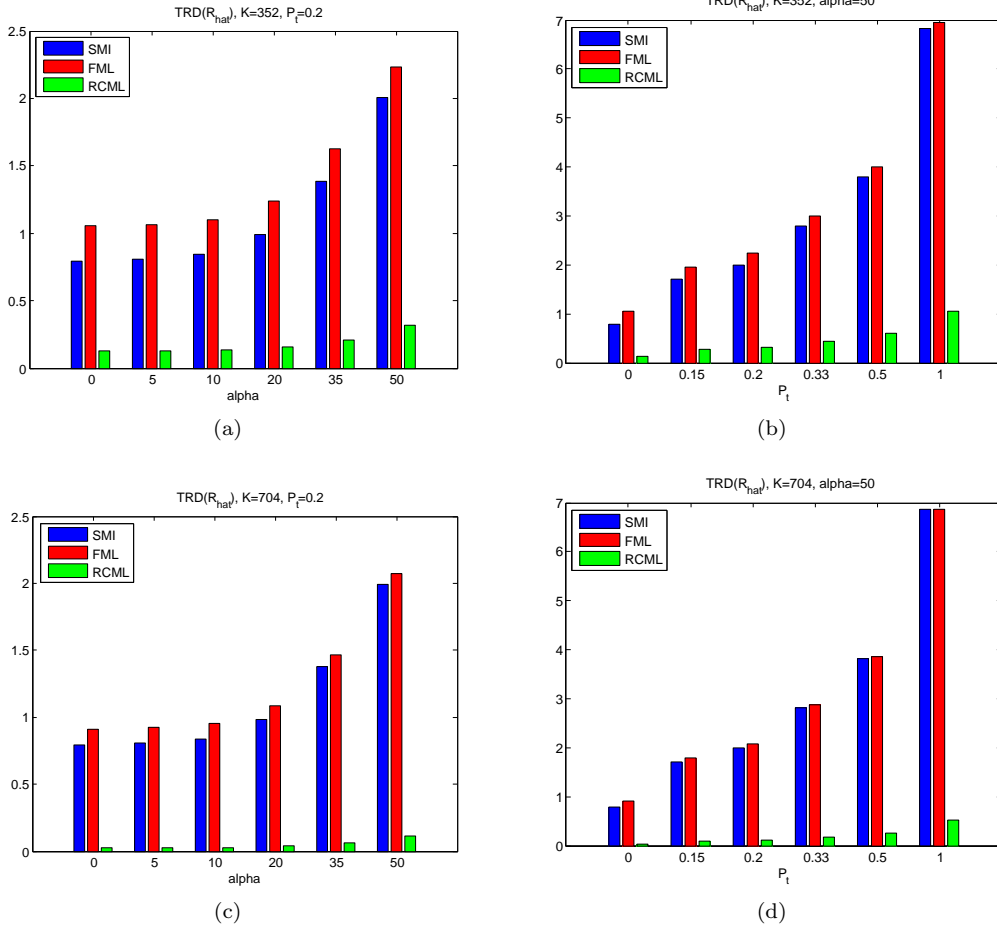 TRD(R_hat), K=352, P_t=0.2
2.5
2
1.5
1
0.5
0
SMI
FML
RCML
0 5 10 20 35 50
alpha
(a)
TRD(R_hat), K=352, alpha=50
7
6
5
4
3
2
1
0
SMI
FML
RCML
0 0.15 0.2 0.33 0.5 1
P_t
(b)
TRD(R_hat), K=704, P_t=0.2
2.5
2
1.5
1
0.5
0
SMI
FML
RCML
0 5 10 20 35 50
alpha
(c)
TRD(R_hat), K=704, alpha=50
7
6
5
4
3
2
1
0
SMI
FML
RCML
0 0.15 0.2 0.33 0.5 1
P_t
(d)